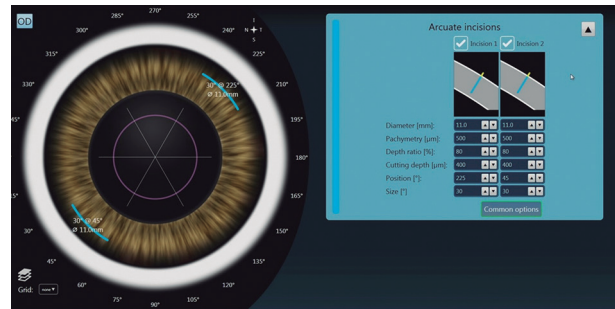 OD
270°
285°
255°
300°
240°
I
N T
S
315°
225°
330°
30° @ 225°
Ø 11.0mm
210°
195°
180°
165°
15°
30° @ 45°
Ø 11.0mm
30°
150°
45°
135°
60°
120°
75°
90°
105°
Grid:
none
Arcuate incisions
Incision 1
Incision 2
Diameter [mm]: 11.0 11.0
Pachymetry [µm]: 500 500
Depth ratio [%]: 80 80
Cutting depth [µm]: 400 400
Position [°] 225 45
Size [°] 30 30
Common options